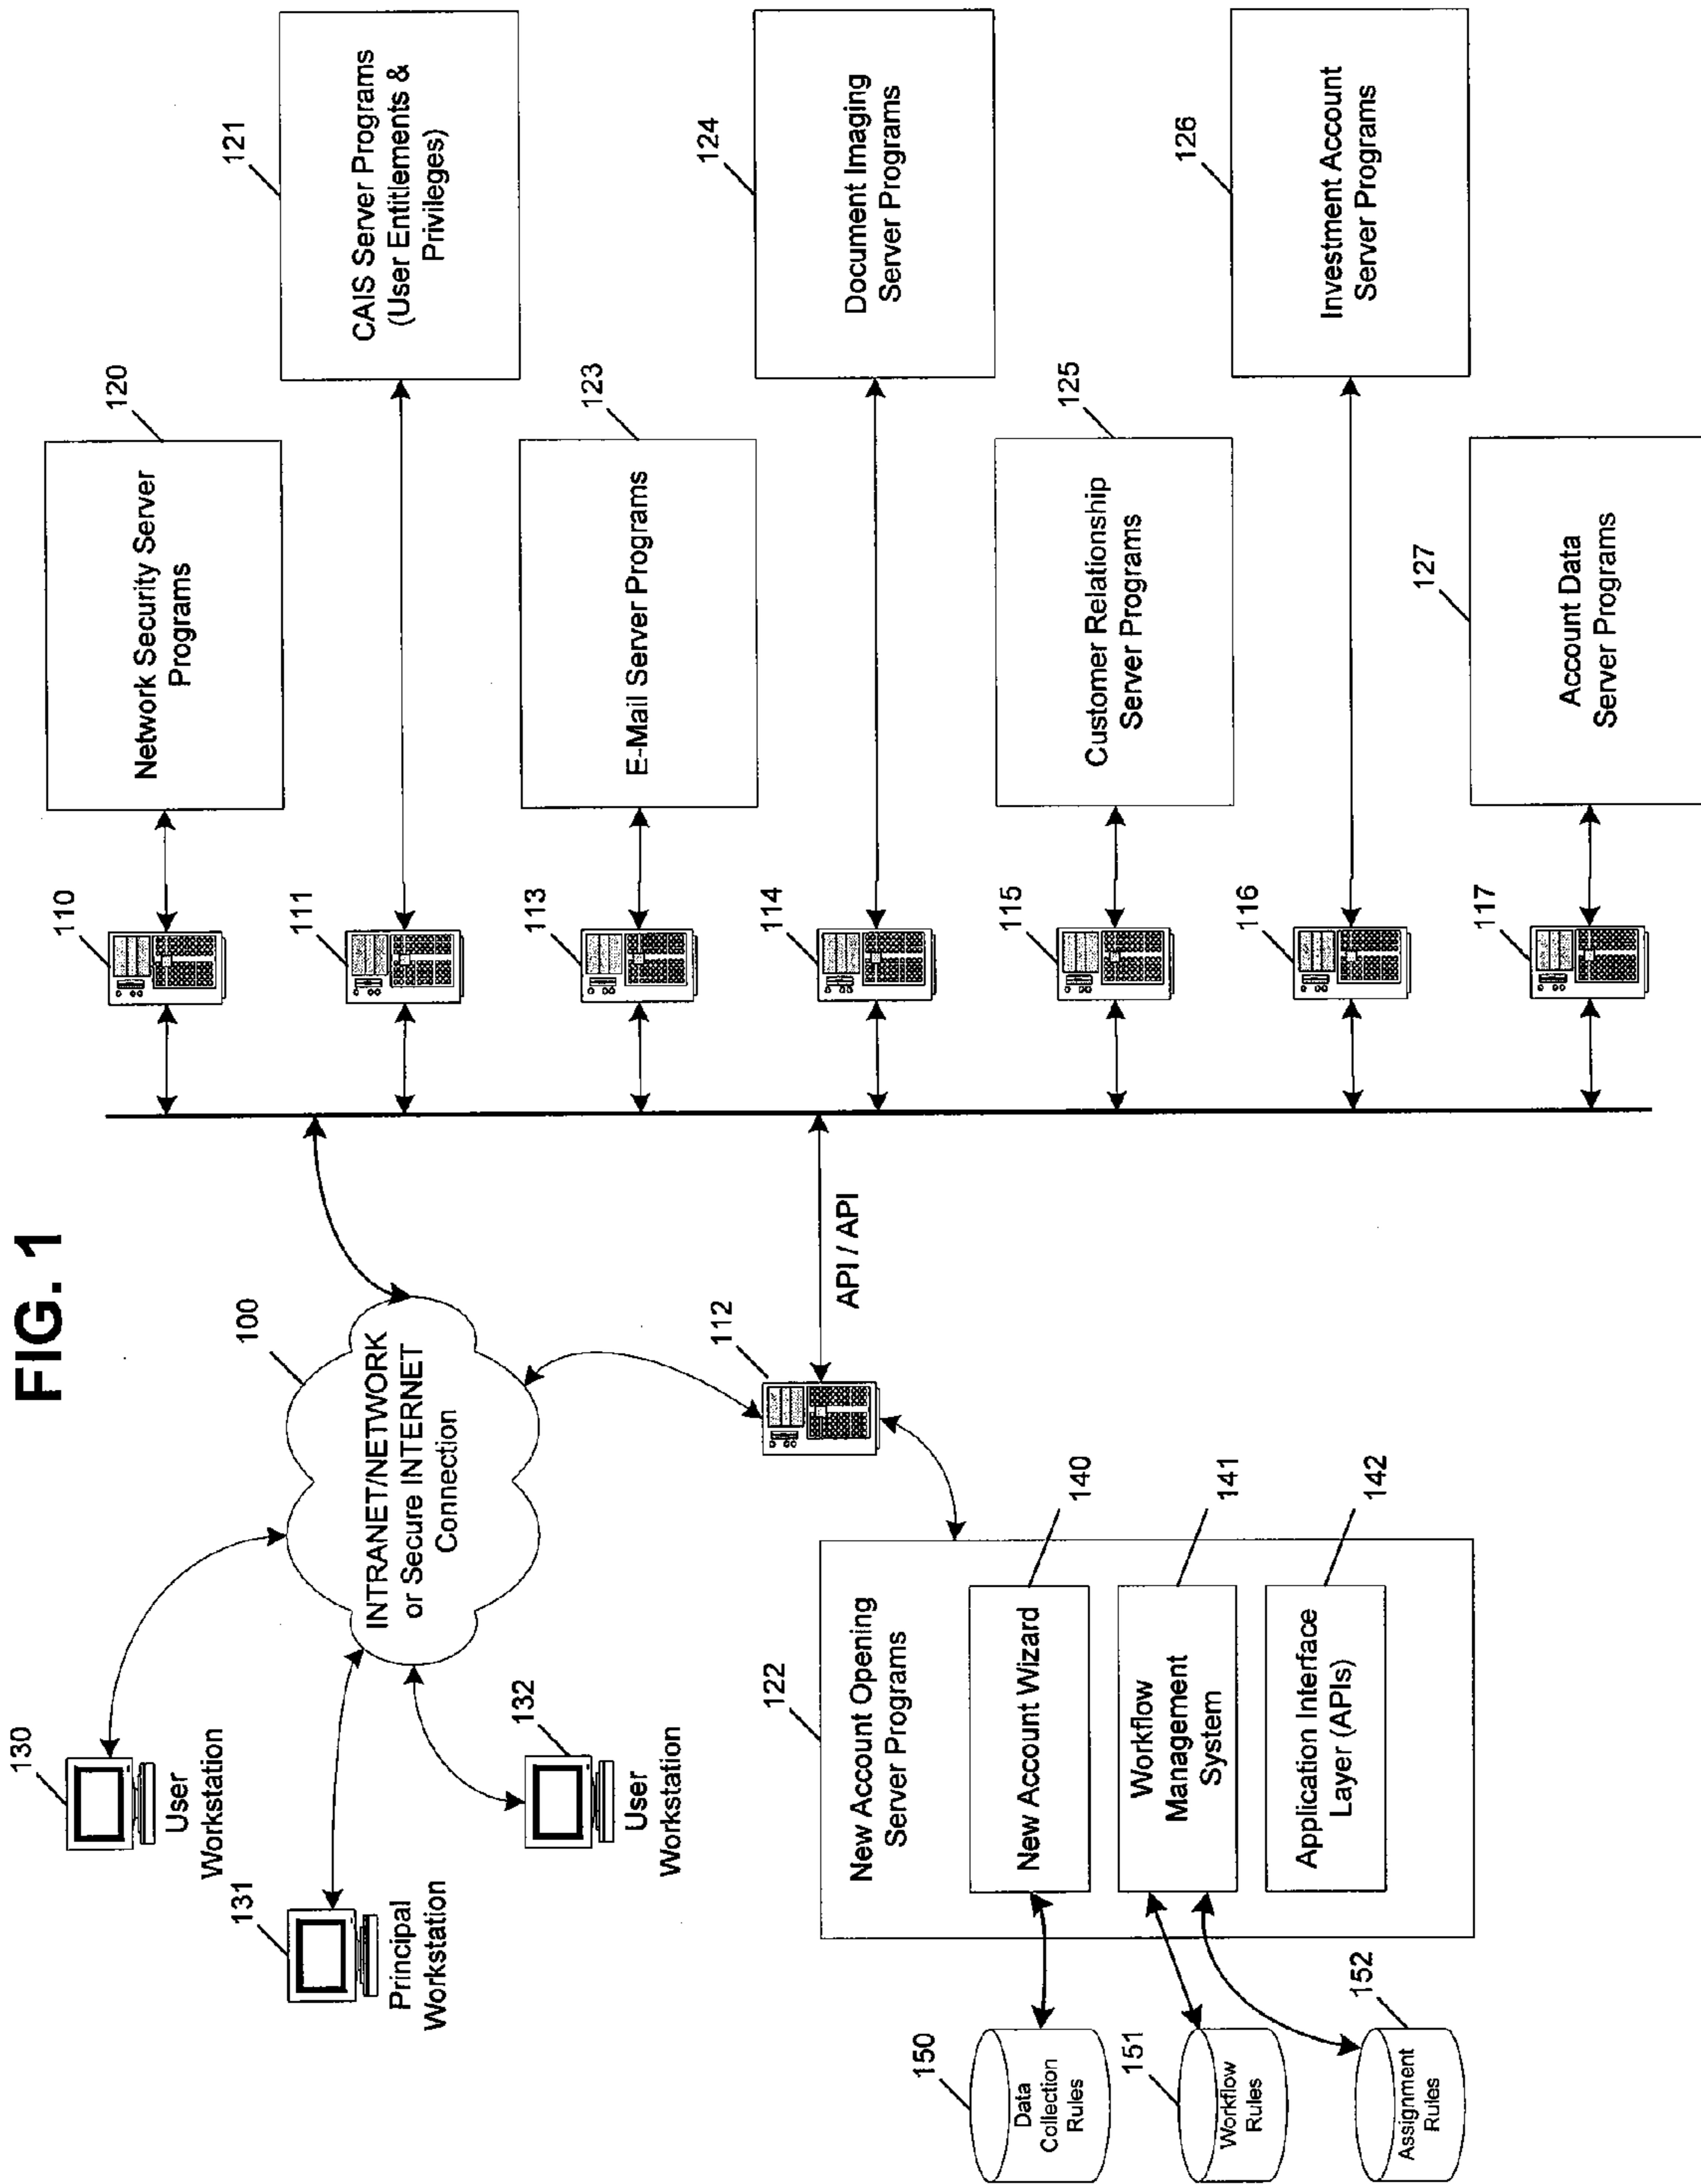 FIG. 1
130
User
Workstation
131
Principal
Workstation
132
User
Workstation
100
INTRANET/NETWORK
or Secure INTERNET
Connection
112
API / API
122
New Account Opening
Server Programs
New Account Wizard
140
Workflow
Management
System
141
Application Interface
Layer (APIs)
142
150
Data
Collection
Rules
151
Workflow
Rules
152
Assignment
Rules
110
120
Network Security Server
Programs
111
121
CAIS Server Programs
(User Entitlements &
Privileges)
113
123
E-Mail Server Programs
114
124
Document Imaging
Server Programs
115
125
Customer Relationship
Server Programs
116
126
Investment Account
Server Programs
117
127
Account Data
Server Programs